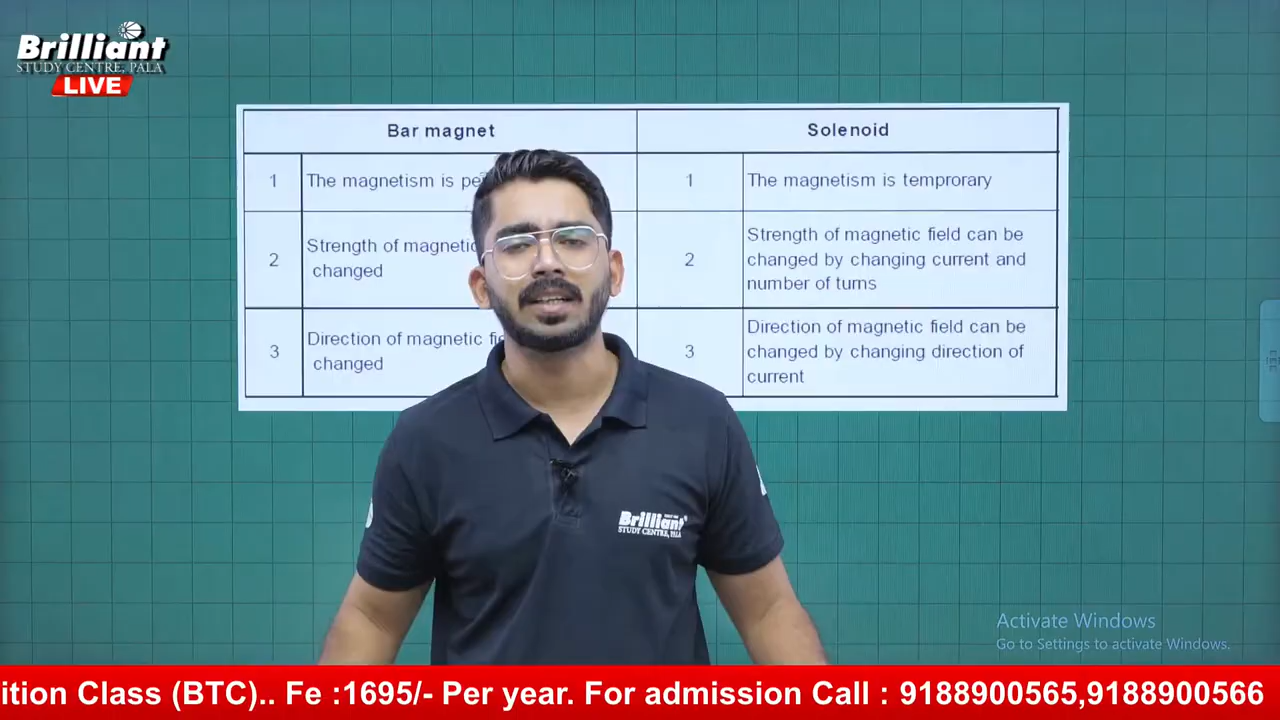 Brilliant
STUDY CENTRE, PALA
LIVE
Bar magnet
Solenoid
1
The magnetism is
1
The magnetism is temprorary
2
Strength of magnetic
changed
2
Strength of magnetic field can be
changed by changing current and
number of turns
3
Direction of magnetic
changed
3
Direction of magnetic field can be
changed by changing direction of
current
Brilliant
STUDY CENTRE, PALA
Activate Windows
Go to Settings to activate Windows.
ition Class (BTC).. Fe :1695/- Per year. For admission Call : 9188900565,9188900566